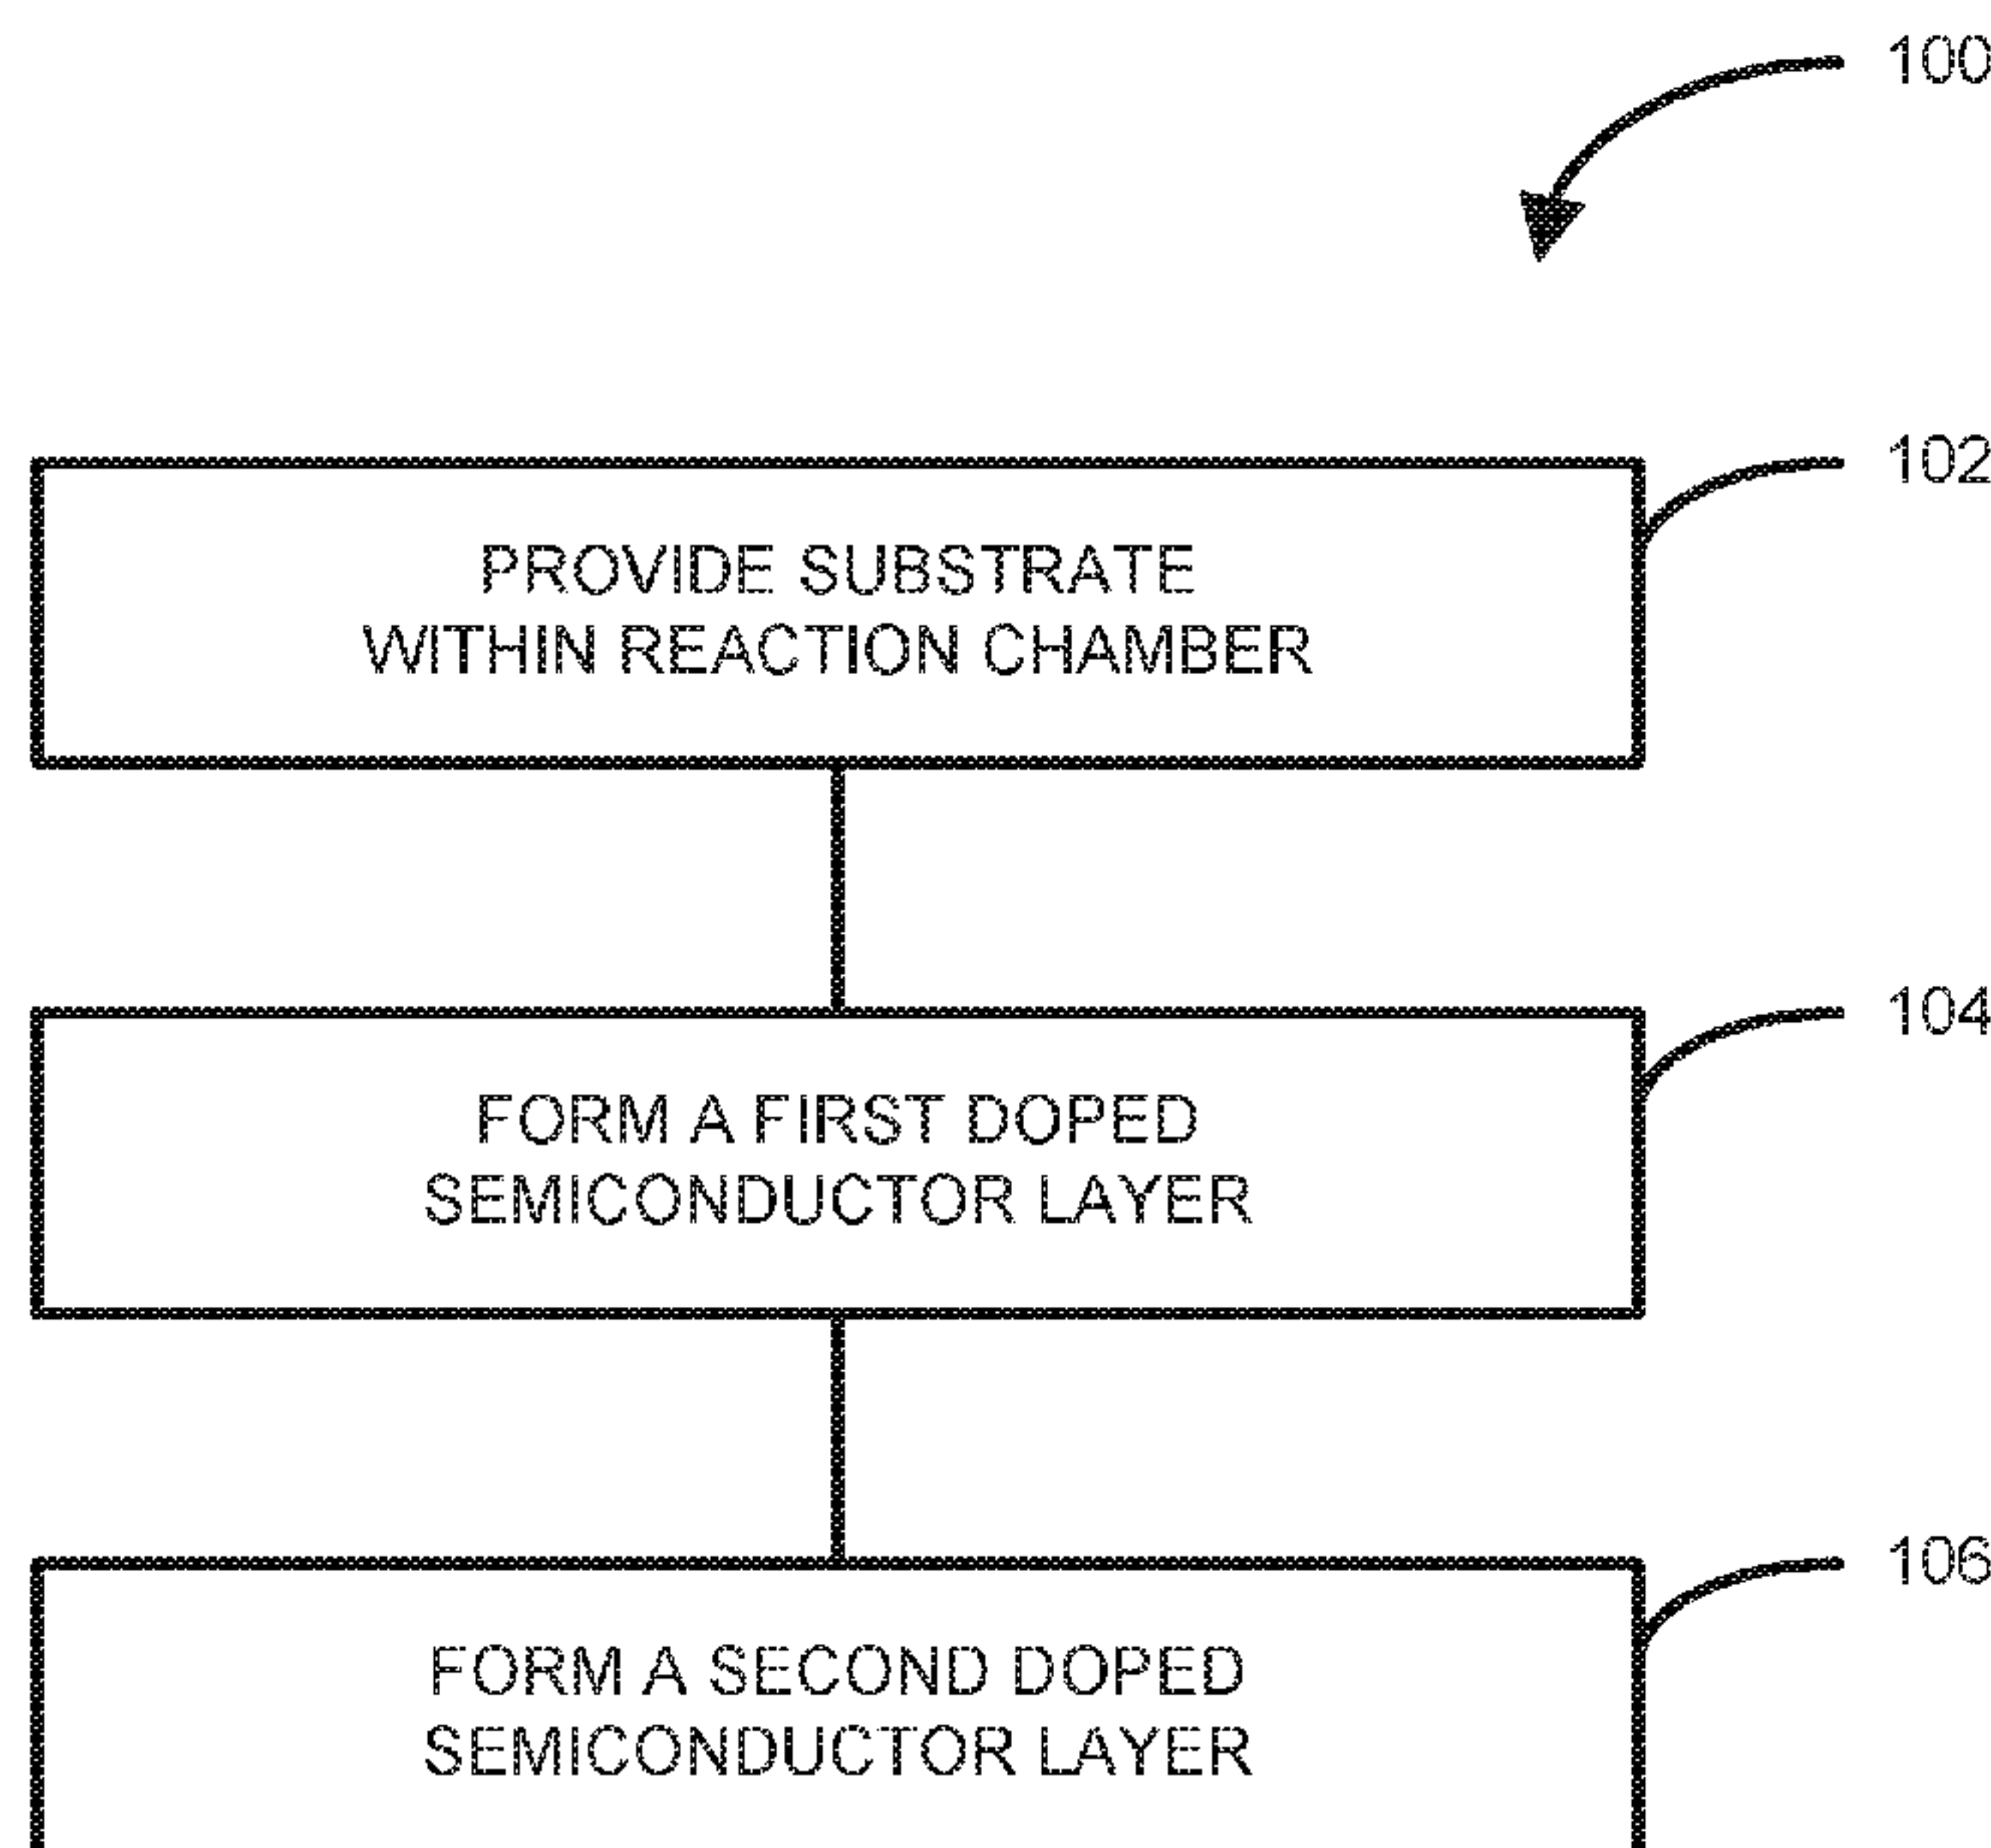 100
102
PROVIDE SUBSTRATE
WITHIN REACTION CHAMBER
104
FORM A FIRST DOPED
SEMICONDUCTOR LAYER
106
FORM A SECOND DOPED
SEMICONDUCTOR LAYER